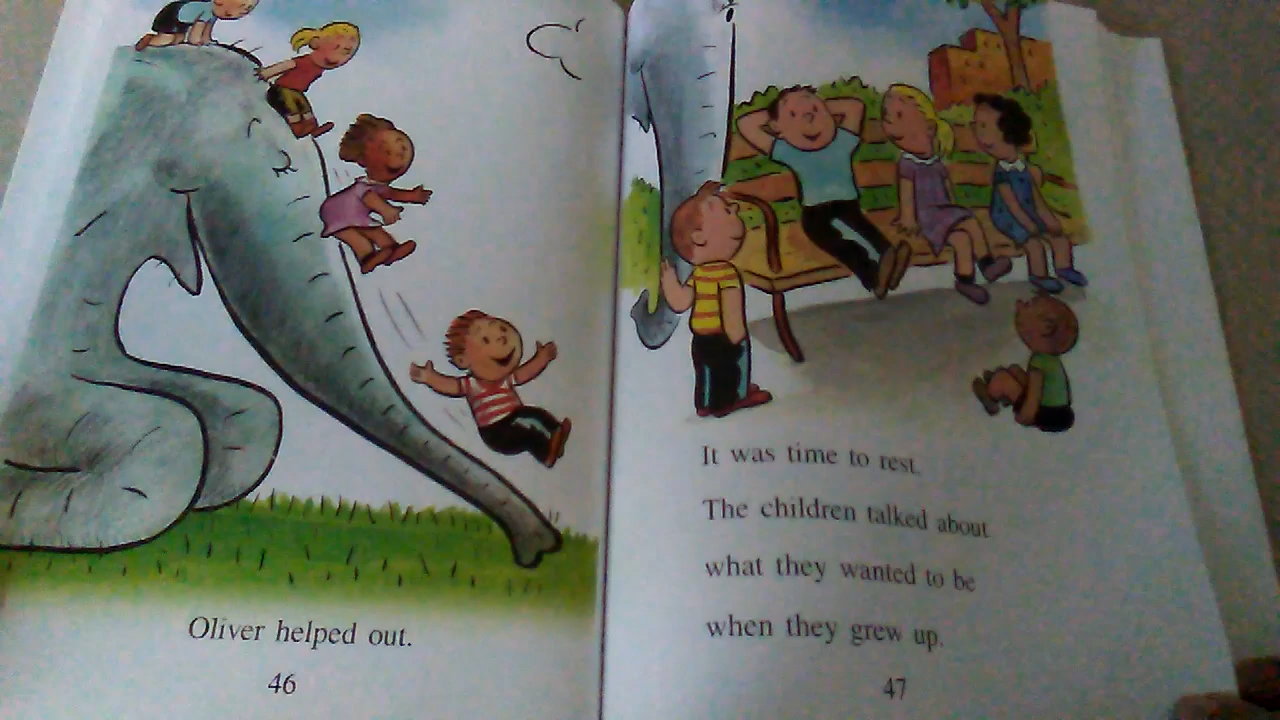 Oliver helped out.
46
It was time to rest.
The children talked about
what they wanted to be
when they grew up.
47